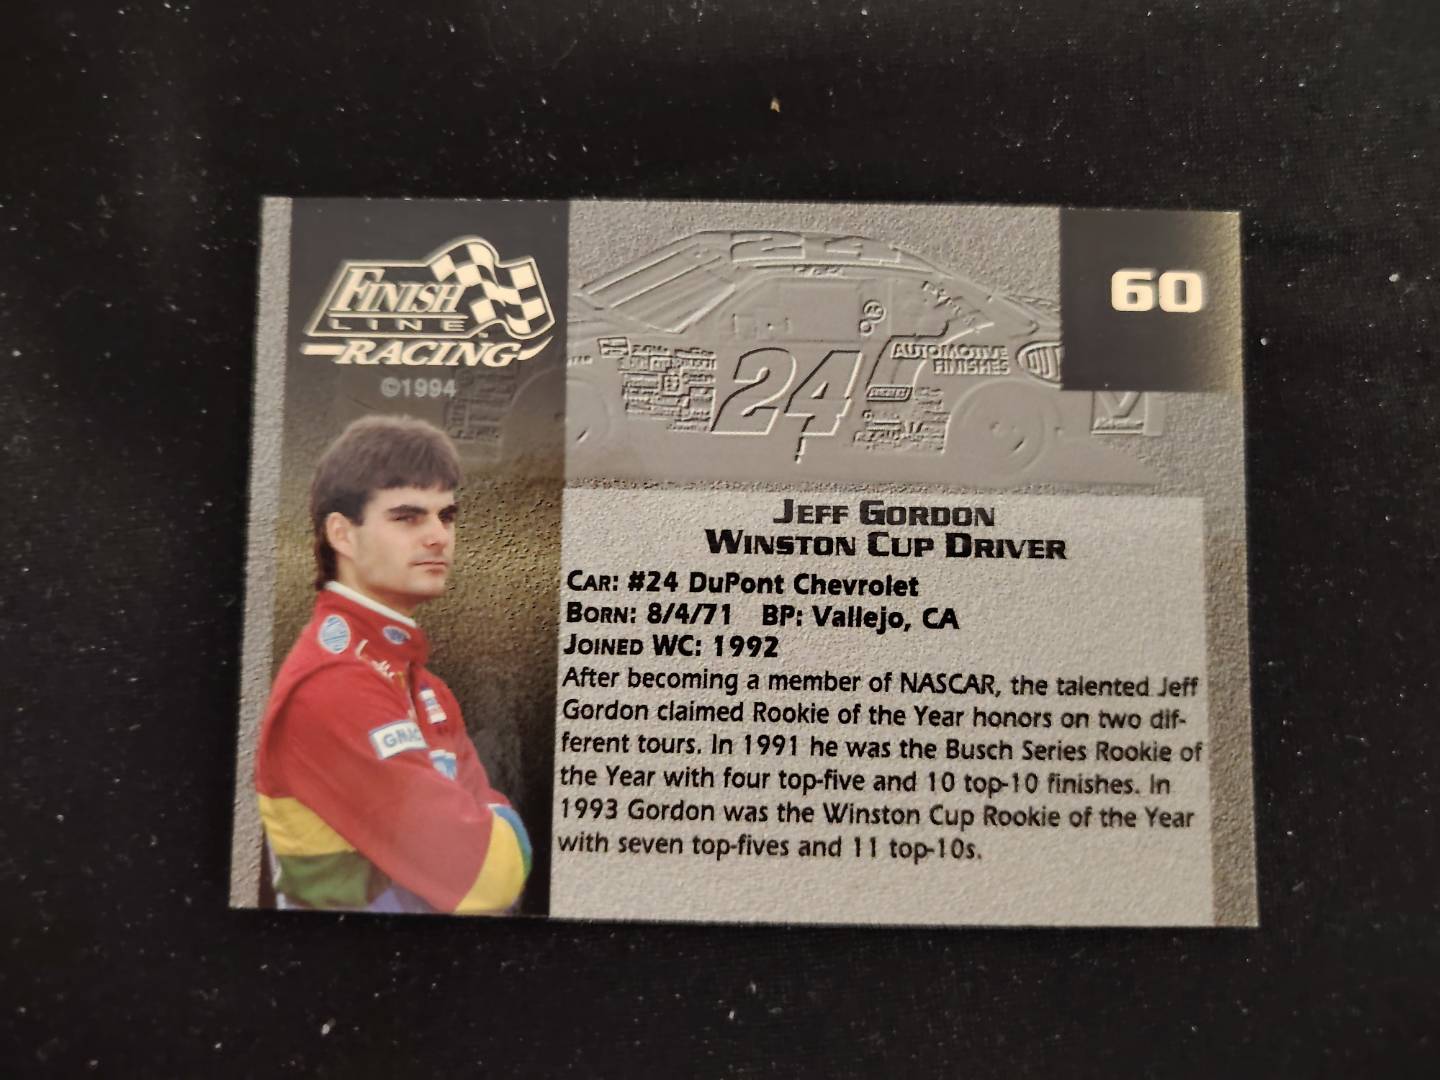 FINISH
LINE
RACING™
©1994
60
24
AUTOMOTIVE
FINISHES
JEFF GORDON
WINSTON CUP DRIVER
CAR: #24 DuPont Chevrolet
BORN: 8/4/71 BP: Vallejo, CA
JOINED WC: 1992
After becoming a member of NASCAR, the talented Jeff
Gordon claimed Rookie of the Year honors on two dif-
ferent tours. In 1991 he was the Busch Series Rookie of
the Year with four top-five and 10 top-10 finishes. In
1993 Gordon was the Winston Cup Rookie of the Year
with seven top-fives and 11 top-10s.
GMAC